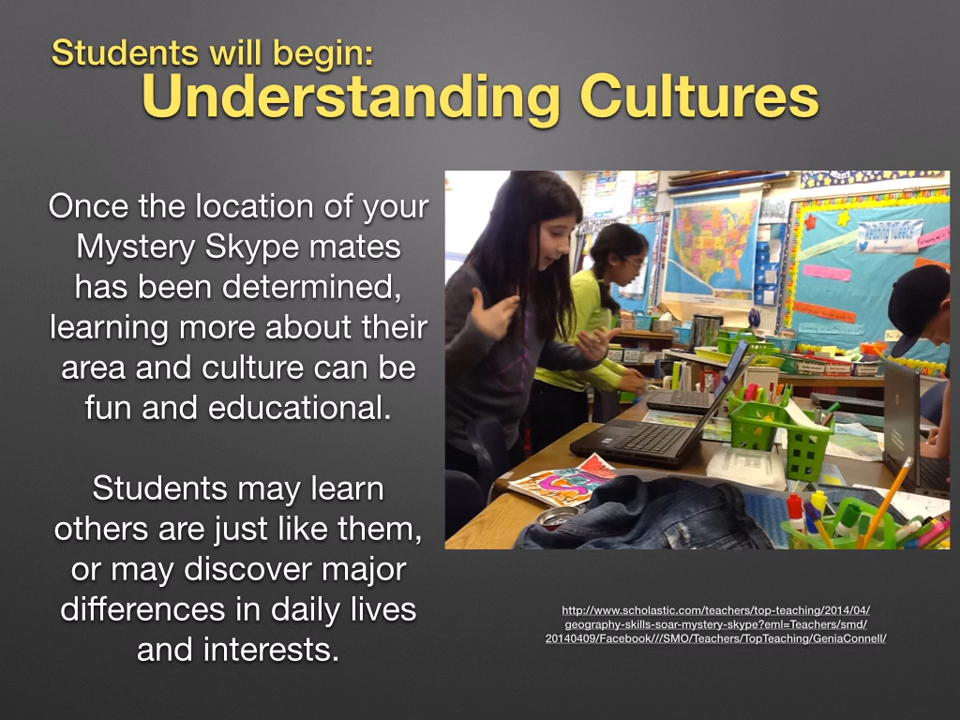 Students will begin:
Understanding Cultures
Once the location of your
Mystery Skype mates
has been determined,
learning more about their
area and culture can be
fun and educational.
Students may learn
others are just like them,
or may discover major
differences in daily lives
and interests.
http://www.scholastic.com/teachers/top-teaching/2014/04/
geography-skills-soar-mystery-skype?eml=Teachers/smd/
20140409/Facebook///SMO/Teachers/TopTeaching/GeniaConnell/